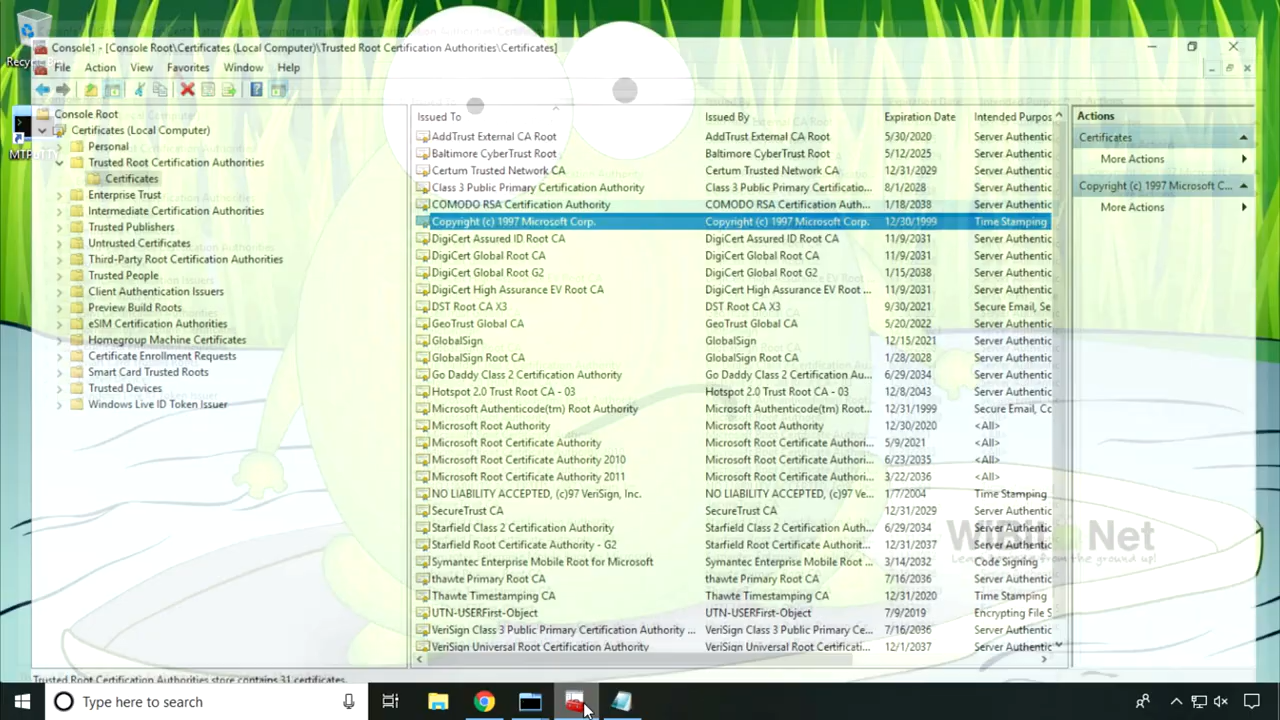 Console1 - [Console Root\Certificates (Local Computer)\Trusted Root Certification Authorities\Certificates]
File Action View Favorites Window Help
Console Root
Certificates (Local Computer)
Personal
Trusted Root Certification Authorities
Certificates
Enterprise Trust
Intermediate Certification Authorities
Trusted Publishers
Untrusted Certificates
Third-Party Root Certification Authorities
Trusted People
Client Authentication Issuers
Preview Build Roots
eSIM Certification Authorities
Homegroup Machine Certificates
Certificate Enrollment Requests
Smart Card Trusted Roots
Trusted Devices
Windows Live ID Token Issuer
Issued To Issued By Expiration Date Intended Purpos
AddTrust External CA Root AddTrust External CA Root 5/30/2020 Server Authentic
Baltimore CyberTrust Root Baltimore CyberTrust Root 5/12/2025 Server Authentic
Certum Trusted Network CA Certum Trusted Network CA 12/31/2029 Server Authentic
Class 3 Public Primary Certification Authority Class 3 Public Primary Certificatio... 8/1/2028 Server Authentic
COMODO RSA Certification Authority COMODO RSA Certification Auth... 1/18/2038 Server Authentic
Copyright (c) 1997 Microsoft Corp. Copyright (c) 1997 Microsoft Corp. 12/30/1999 Time Stamping
DigiCert Assured ID Root CA DigiCert Assured ID Root CA 11/9/2031 Server Authentic
DigiCert Global Root CA DigiCert Global Root CA 11/9/2031 Server Authentic
DigiCert Global Root G2 DigiCert Global Root G2 1/15/2038 Server Authentic
DigiCert High Assurance EV Root CA DigiCert High Assurance EV Root ... 11/9/2031 Server Authentic
DST Root CA X3 DST Root CA X3 9/30/2021 Secure Email, Se
GeoTrust Global CA GeoTrust Global CA 5/20/2022 Server Authentic
GlobalSign GlobalSign 12/15/2021 Server Authentic
GlobalSign Root CA GlobalSign Root CA 1/28/2028 Server Authentic
Go Daddy Class 2 Certification Authority Go Daddy Class 2 Certification Au... 6/29/2034 Server Authentic
Hotspot 2.0 Trust Root CA - 03 Hotspot 2.0 Trust Root CA - 03 12/8/2043 Server Authentic
Microsoft Authenticode(tm) Root Authority Microsoft Authenticode(tm) Root... 12/31/1999 Secure Email, Co
Microsoft Root Authority Microsoft Root Authority 12/30/2020 <All>
Microsoft Root Certificate Authority Microsoft Root Certificate Authori... 5/9/2021 <All>
Microsoft Root Certificate Authority 2010 Microsoft Root Certificate Authori... 6/23/2035 <All>
Microsoft Root Certificate Authority 2011 Microsoft Root Certificate Authori... 3/22/2036 <All>
NO LIABILITY ACCEPTED, (c)97 VeriSign, Inc. NO LIABILITY ACCEPTED, (c)97 Ve... 1/7/2004 Time Stamping
SecureTrust CA SecureTrust CA 12/31/2029 Server Authentic
Starfield Class 2 Certification Authority Starfield Class 2 Certification Auth... 6/29/2034 Server Authentic
Starfield Root Certificate Authority - G2 Starfield Root Certificate Authorit... 12/31/2037 Server Authentic
Symantec Enterprise Mobile Root for Microsoft Symantec Enterprise Mobile Root ... 3/14/2032 Code Signing
thawte Primary Root CA thawte Primary Root CA 7/16/2036 Server Authentic
Thawte Timestamping CA Thawte Timestamping CA 12/31/2020 Time Stamping
UTN-USERFirst-Object UTN-USERFirst-Object 7/9/2019 Encrypting File S
VeriSign Class 3 Public Primary Certification Authority ... VeriSign Class 3 Public Primary Ce... 7/16/2036 Server Authentic
VeriSign Universal Root Certification Authority VeriSign Universal Root Certificati... 12/1/2037 Server Authentic
Actions
Certificates
More Actions
Copyright (c) 1997 Microsoft C...
More Actions
Trusted Root Certification Authorities store contains 31 certificates.
Type here to search